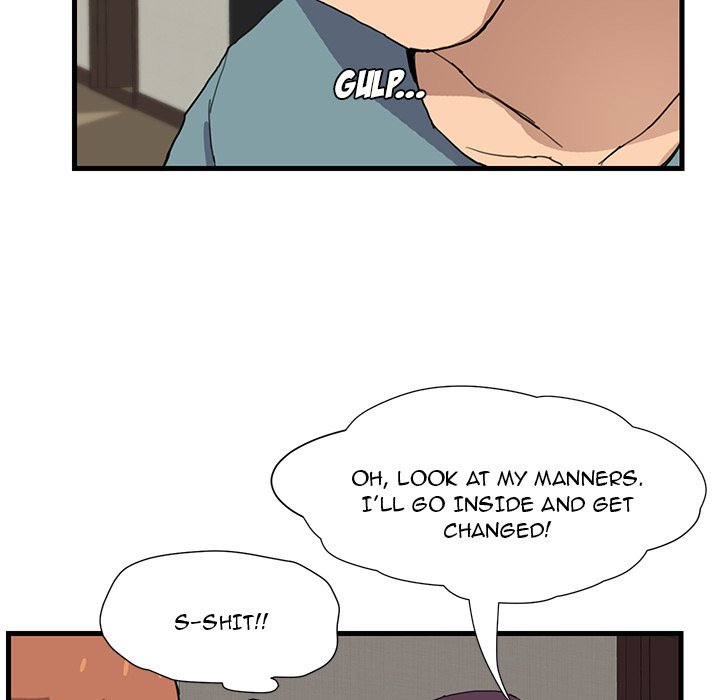 GULP...
OH, LOOK AT MY MANNERS.
I'LL GO INSIDE AND GET
CHANGED!
S-SHIT!!